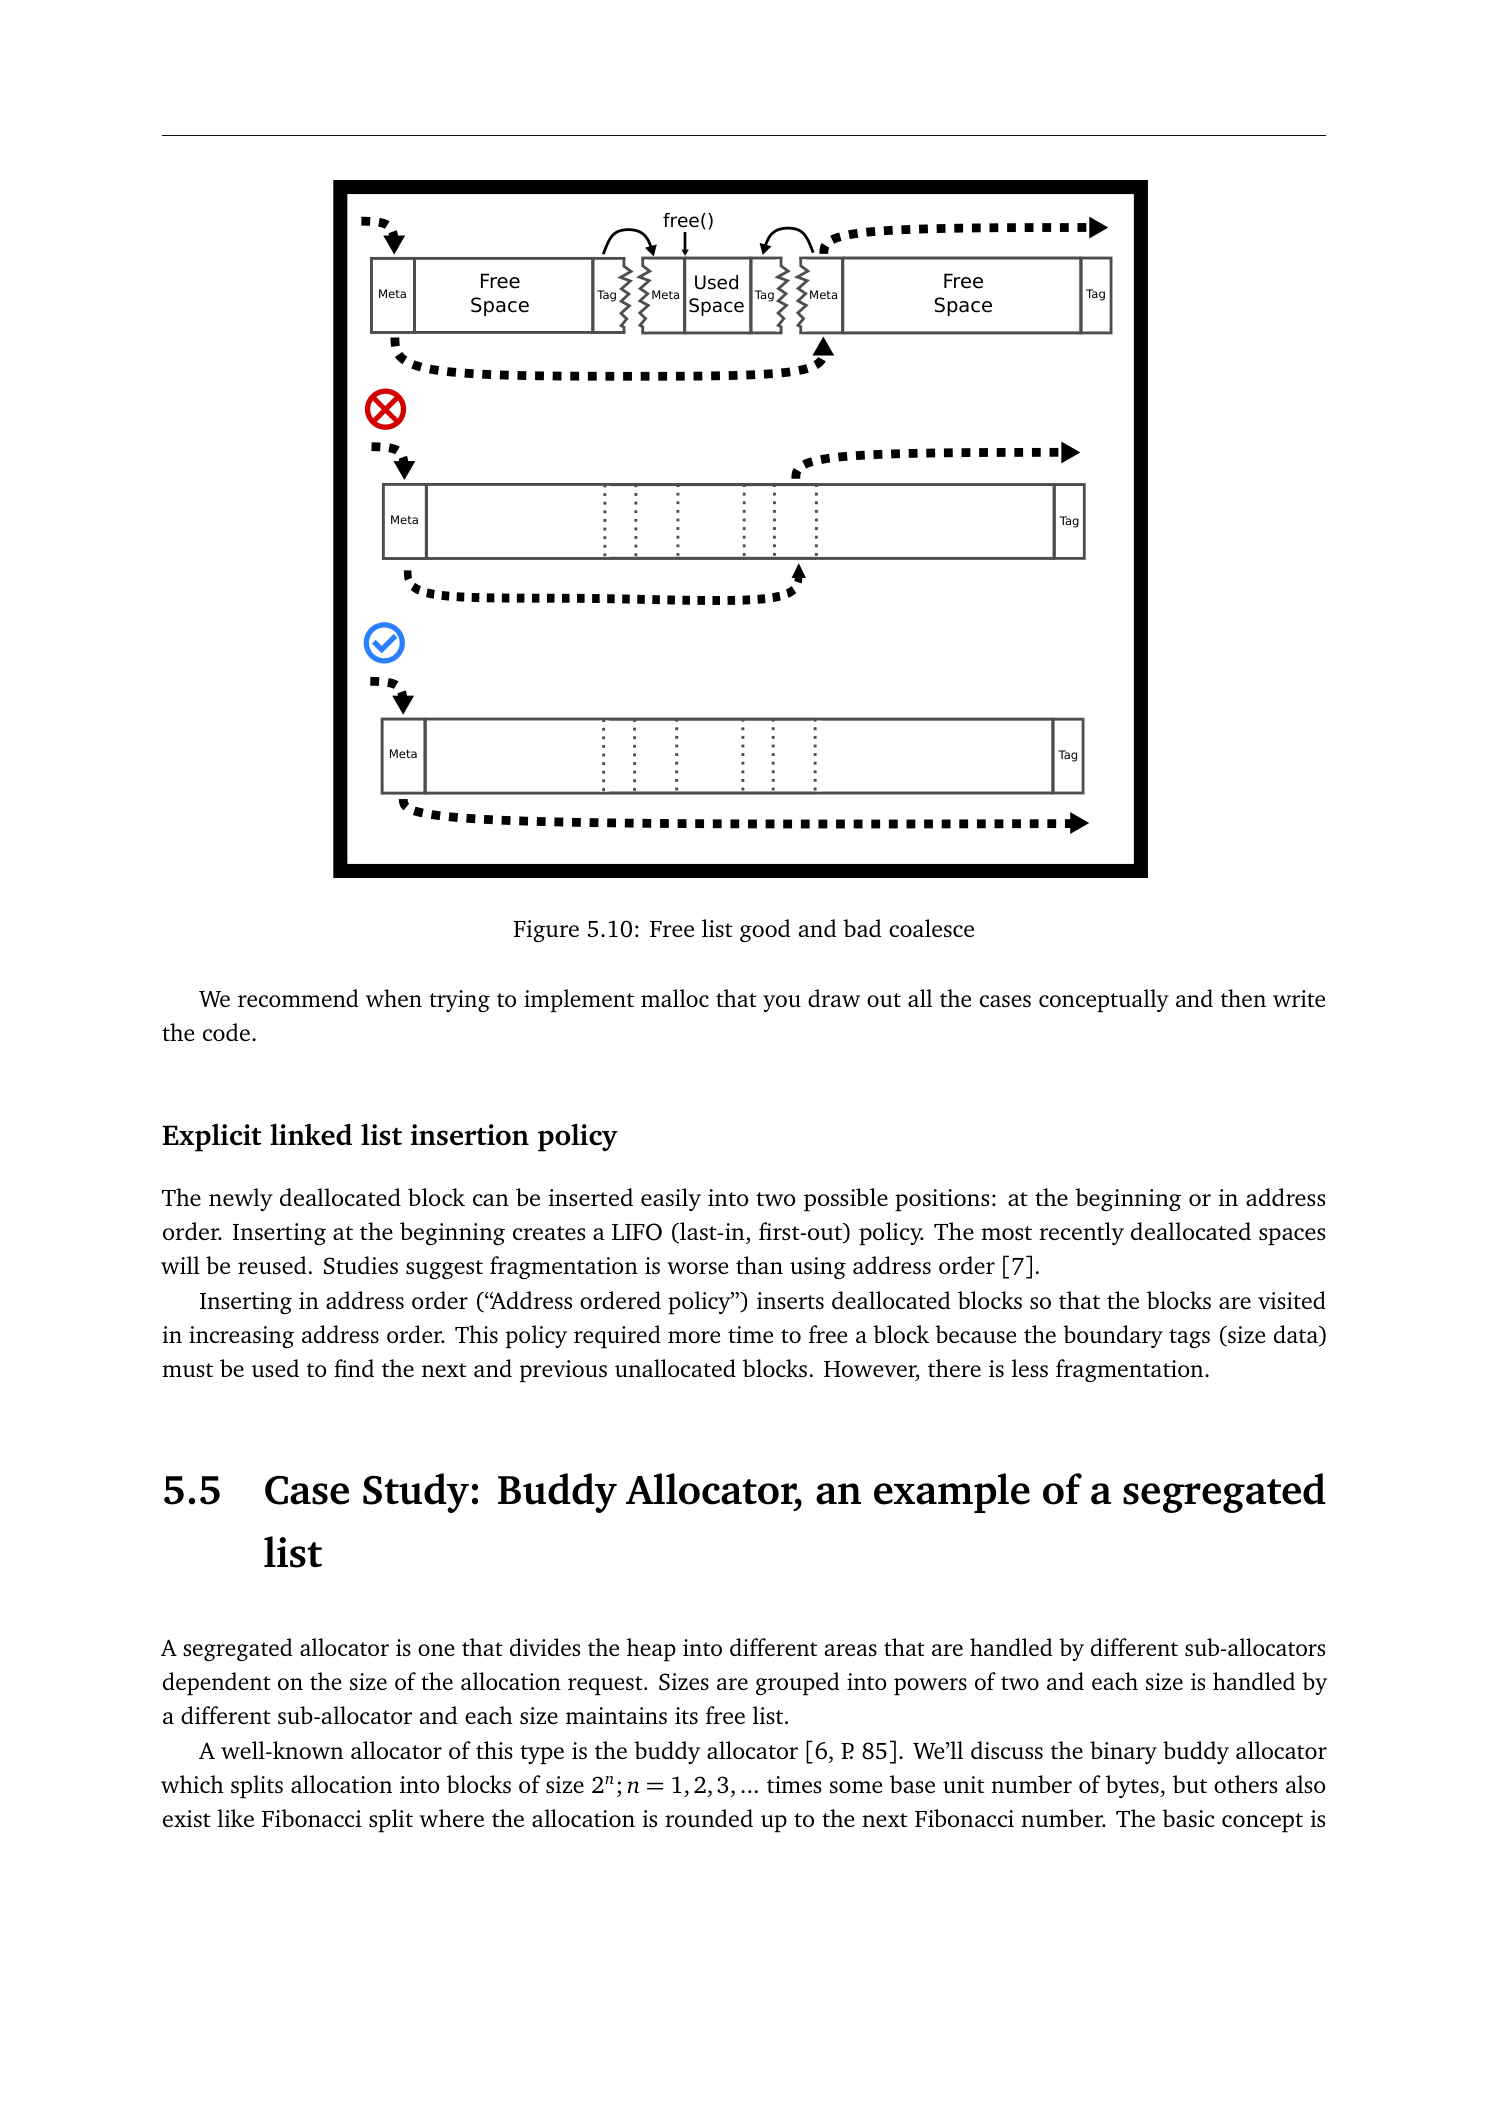 free()
Meta
Free
Space
Tag
Meta
Used
Space
Tag
Meta
Free
Space
Tag
Meta
Tag
Meta
Tag
Figure 5.10: Free list good and bad coalesce
We recommend when trying to implement malloc that you draw out all the cases conceptually and then write
the code.
Explicit linked list insertion policy
The newly deallocated block can be inserted easily into two possible positions: at the beginning or in address
order. Inserting at the beginning creates a LIFO (last-in, first-out) policy. The most recently deallocated spaces
will be reused. Studies suggest fragmentation is worse than using address order [7].
Inserting in address order (“Address ordered policy”) inserts deallocated blocks so that the blocks are visited
in increasing address order. This policy required more time to free a block because the boundary tags (size data)
must be used to find the next and previous unallocated blocks. However, there is less fragmentation.
5.5 Case Study: Buddy Allocator, an example of a segregated
list
A segregated allocator is one that divides the heap into different areas that are handled by different sub-allocators
dependent on the size of the allocation request. Sizes are grouped into powers of two and each size is handled by
a different sub-allocator and each size maintains its free list.
A well-known allocator of this type is the buddy allocator [6, P. 85]. We’ll discuss the binary buddy allocator
which splits allocation into blocks of size 2ⁿ; n = 1, 2, 3, ... times some base unit number of bytes, but others also
exist like Fibonacci split where the allocation is rounded up to the next Fibonacci number. The basic concept is